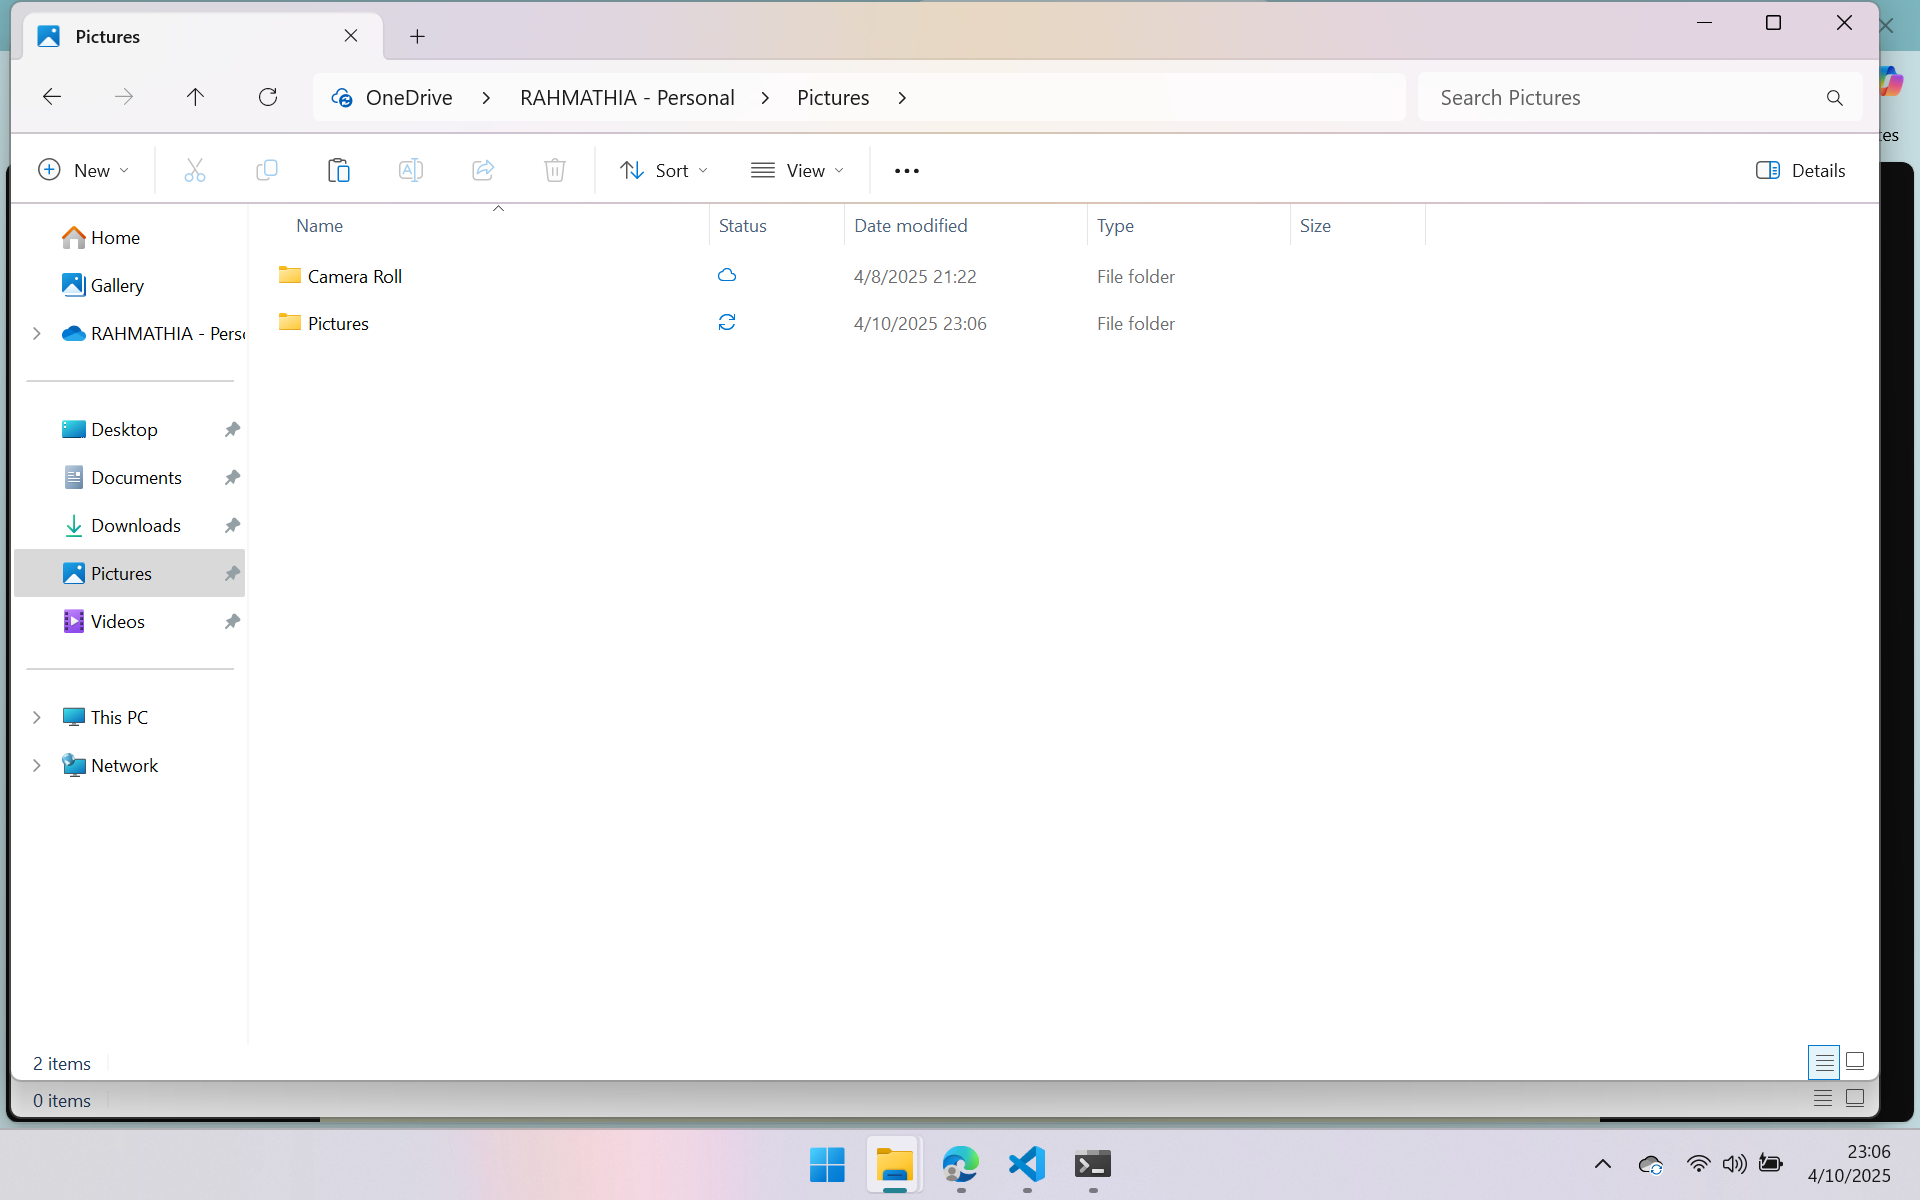 Pictures
OneDrive RAHMATHIA - Personal Pictures
Search Pictures
New
Sort
View
Details
Name Status Date modified Type Size
Camera Roll 4/8/2025 21:22 File folder
Pictures 4/10/2025 23:06 File folder
Home
Gallery
RAHMATHIA - Perso
Desktop
Documents
Downloads
Pictures
Videos
This PC
Network
2 items
0 items
23:06
4/10/2025